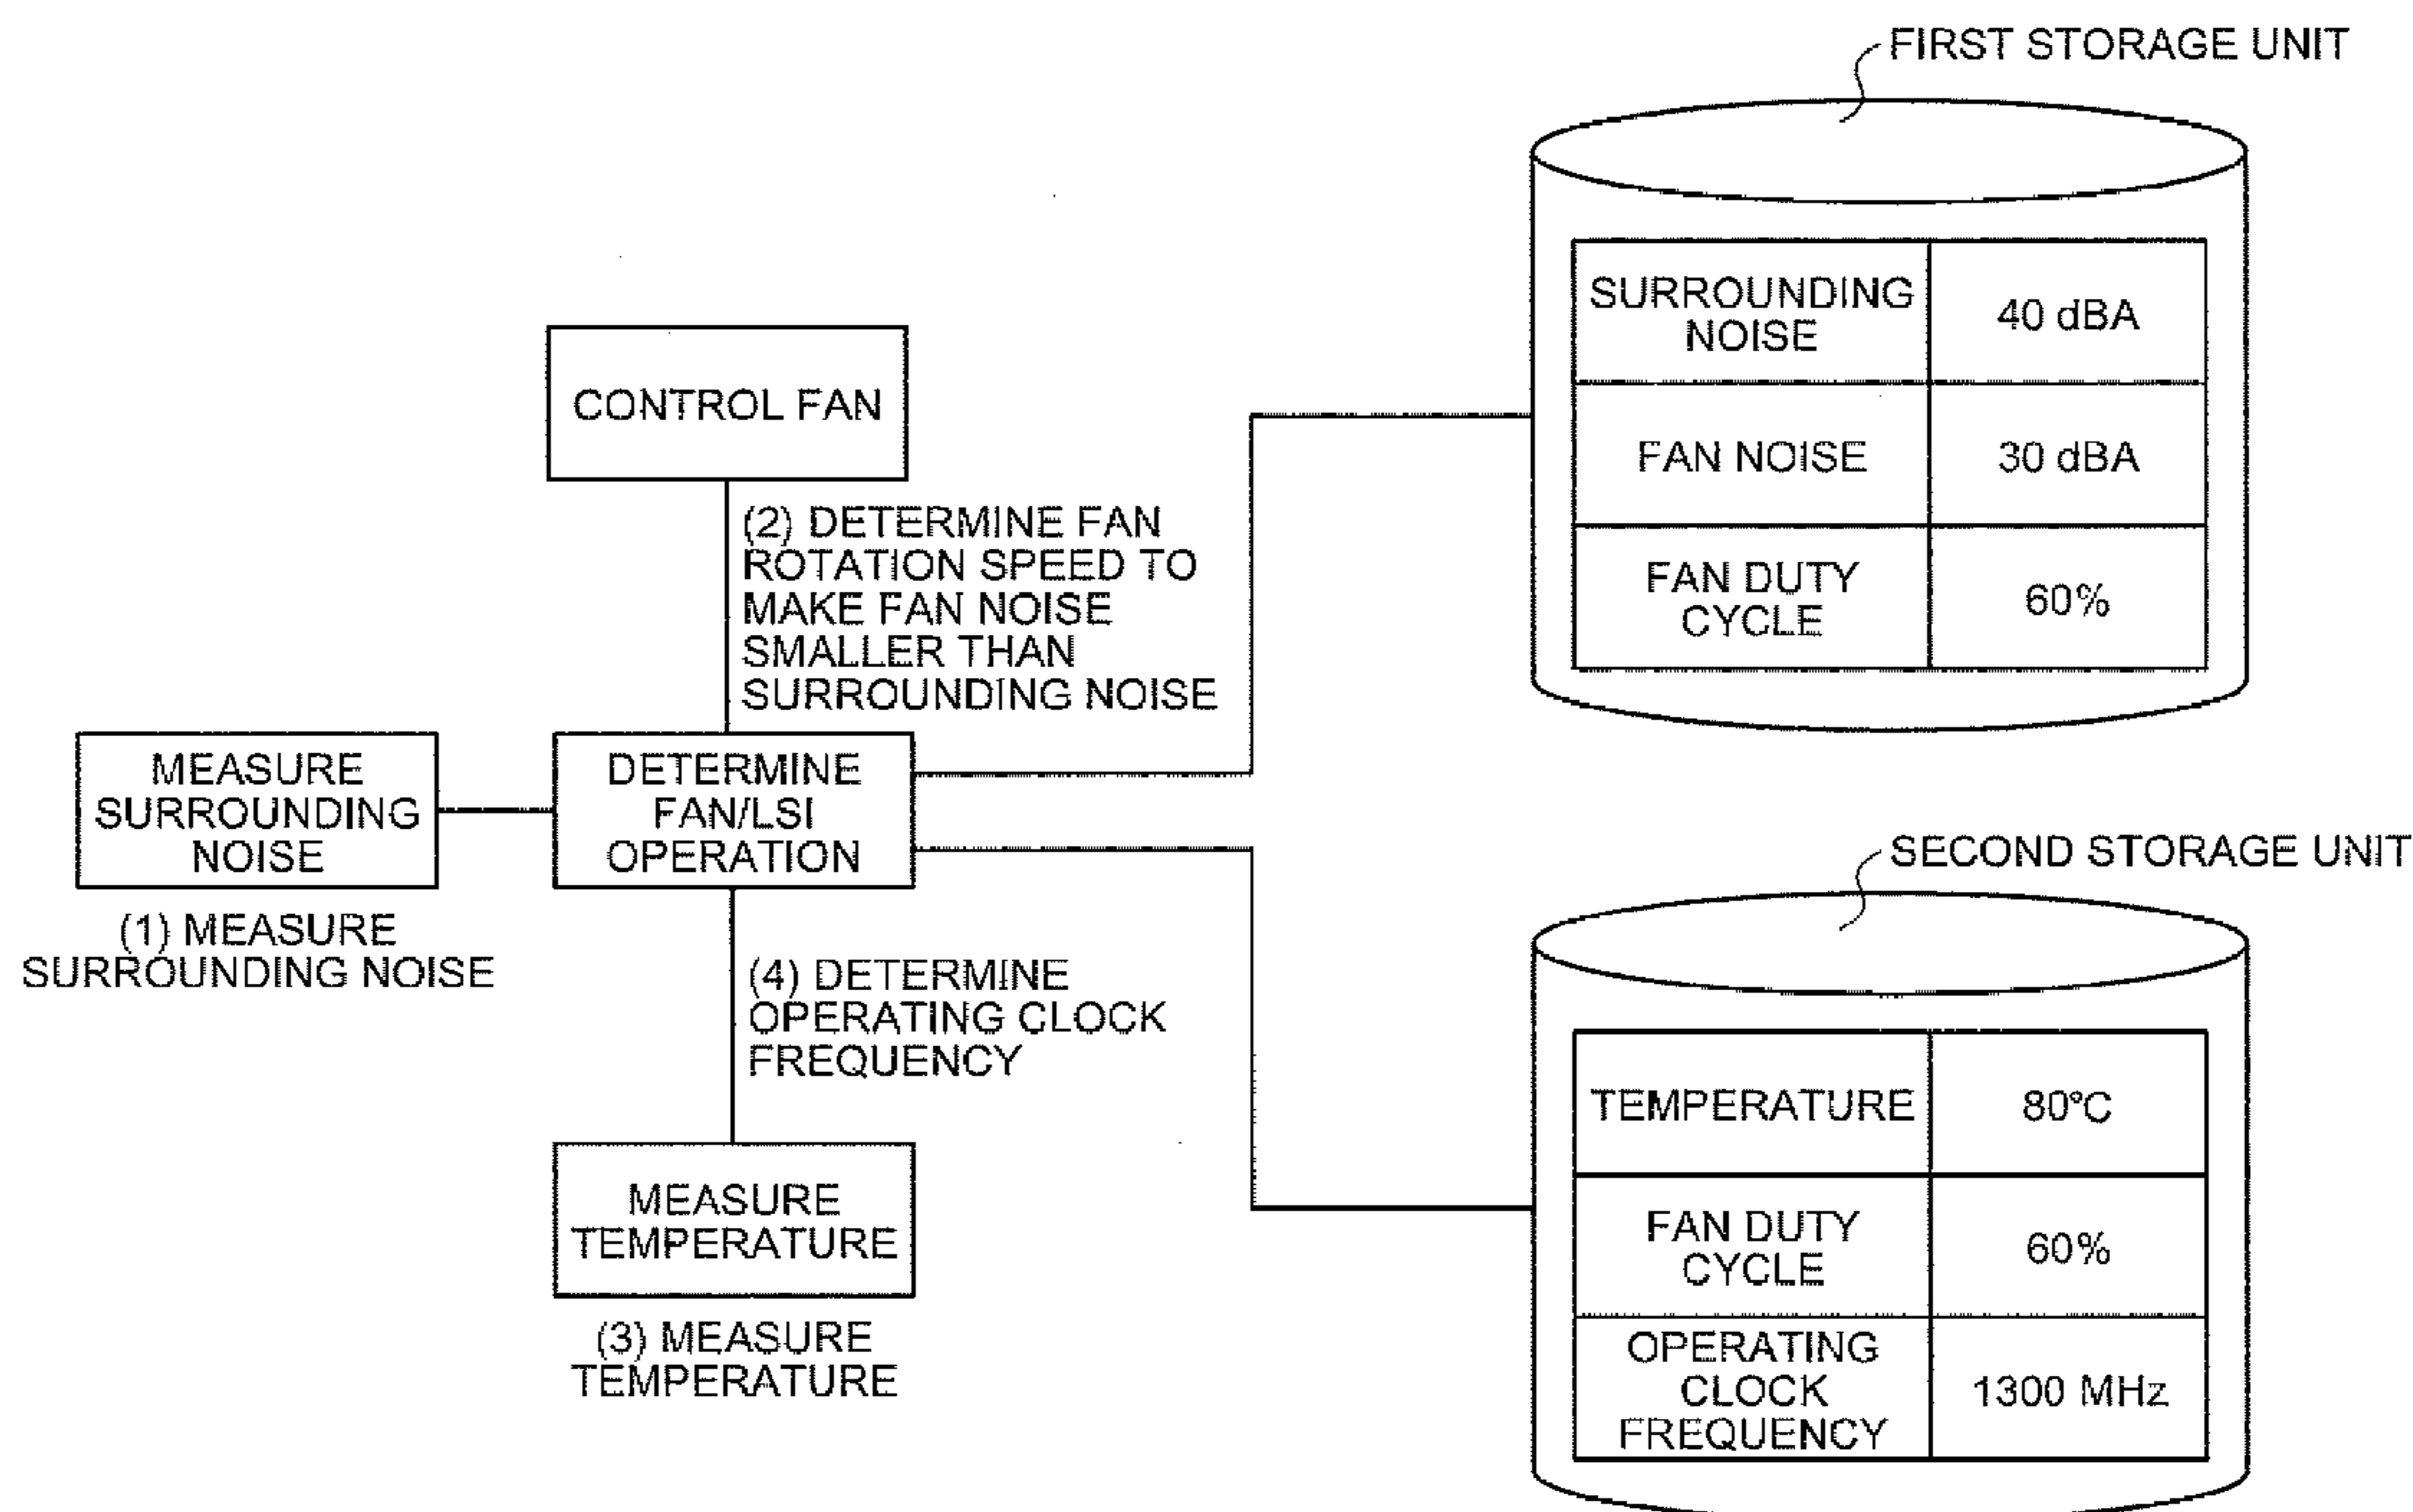 FIRST STORAGE UNIT
SURROUNDING
NOISE
40 dBA
FAN NOISE
30 dBA
FAN DUTY
CYCLE
60%
CONTROL FAN
(2) DETERMINE FAN
ROTATION SPEED TO
MAKE FAN NOISE
SMALLER THAN
SURROUNDING NOISE
MEASURE
SURROUNDING
NOISE
(1) MEASURE
SURROUNDING NOISE
DETERMINE
FAN/LSI
OPERATION
(4) DETERMINE
OPERATING CLOCK
FREQUENCY
MEASURE
TEMPERATURE
(3) MEASURE
TEMPERATURE
SECOND STORAGE UNIT
TEMPERATURE
80°C
FAN DUTY
CYCLE
60%
OPERATING
CLOCK
FREQUENCY
1300 MHz